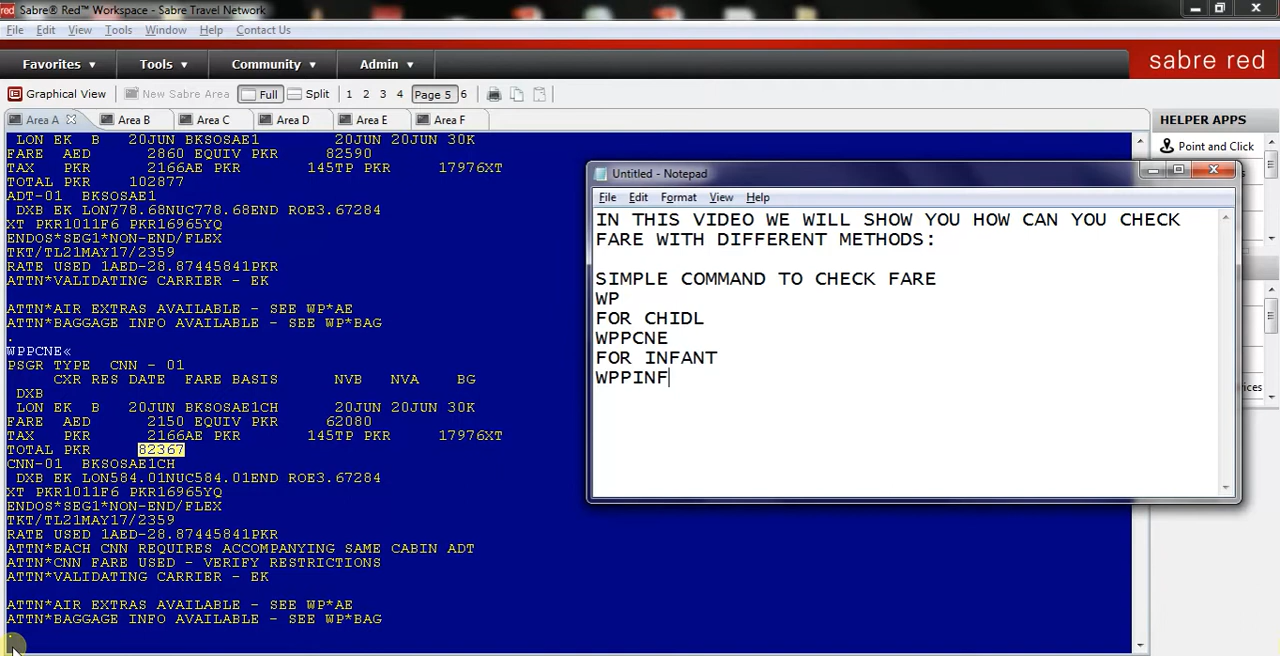 red Sabre® Red™ Workspace - Sabre Travel Network
File Edit View Tools Window Help Contact Us
Favorites Tools Community Admin sabre red
Graphical View New Sabre Area Full Split 1 2 3 4 Page 5 6
Area A Area B Area C Area D Area E Area F
HELPER APPS
Point and Click
LON EK B 20JUN BKSOSAE1 20JUN 20JUN 30K
FARE AED 2860 EQUIV PKR 82590
TAX PKR 2166AE PKR 145TP PKR 17976XT
TOTAL PKR 102877
ADT-01 BKSOSAE1
DXB EK LON778.68NUC778.68END ROE3.67284
XT PKR1011F6 PKR16965YQ
ENDOS*SEG1*NON-END/FLEX
TKT/TL21MAY17/2359
RATE USED 1AED-28.87445841PKR
ATTN*VALIDATING CARRIER - EK
ATTN*AIR EXTRAS AVAILABLE - SEE WP*AE
ATTN*BAGGAGE INFO AVAILABLE - SEE WP*BAG
.
WPPCNE«
PSGR TYPE CNN - 01
CXR RES DATE FARE BASIS NVB NVA BG
DXB
LON EK B 20JUN BKSOSAE1CH 20JUN 20JUN 30K
FARE AED 2150 EQUIV PKR 62080
TAX PKR 2166AE PKR 145TP PKR 17976XT
TOTAL PKR 82367
CNN-01 BKSOSAE1CH
DXB EK LON584.01NUC584.01END ROE3.67284
XT PKR1011F6 PKR16965YQ
ENDOS*SEG1*NON-END/FLEX
TKT/TL21MAY17/2359
RATE USED 1AED-28.87445841PKR
ATTN*EACH CNN REQUIRES ACCOMPANYING SAME CABIN ADT
ATTN*CNN FARE USED - VERIFY RESTRICTIONS
ATTN*VALIDATING CARRIER - EK
ATTN*AIR EXTRAS AVAILABLE - SEE WP*AE
ATTN*BAGGAGE INFO AVAILABLE - SEE WP*BAG
Untitled - Notepad
File Edit Format View Help
IN THIS VIDEO WE WILL SHOW YOU HOW CAN YOU CHECK
FARE WITH DIFFERENT METHODS:
SIMPLE COMMAND TO CHECK FARE
WP
FOR CHIDL
WPPCNE
FOR INFANT
WPPINF